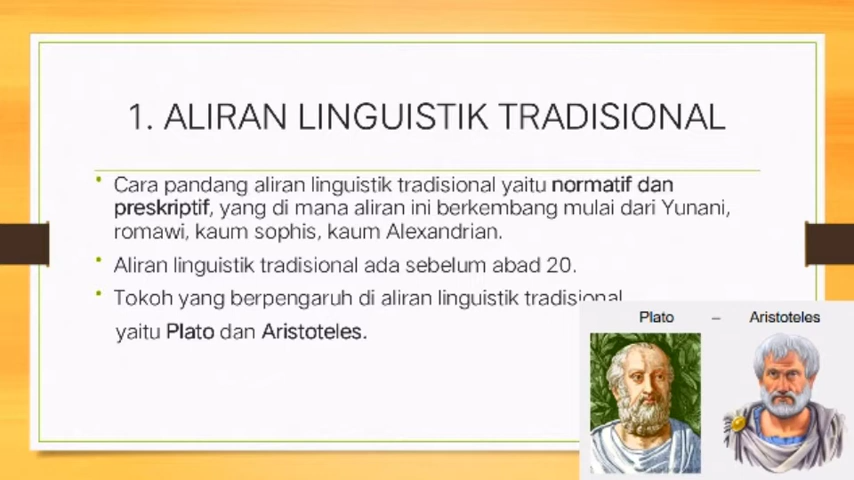 1. ALIRAN LINGUISTIK TRADISIONAL
• Cara pandang aliran linguistik tradisional yaitu normatif dan
preskriptif, yang di mana aliran ini berkembang mulai dari Yunani,
romawi, kaum sophis, kaum Alexandrian.
• Aliran linguistik tradisional ada sebelum abad 20.
• Tokoh yang berpengaruh di aliran linguistik tradisional
yaitu Plato dan Aristoteles.
Plato – Aristoteles